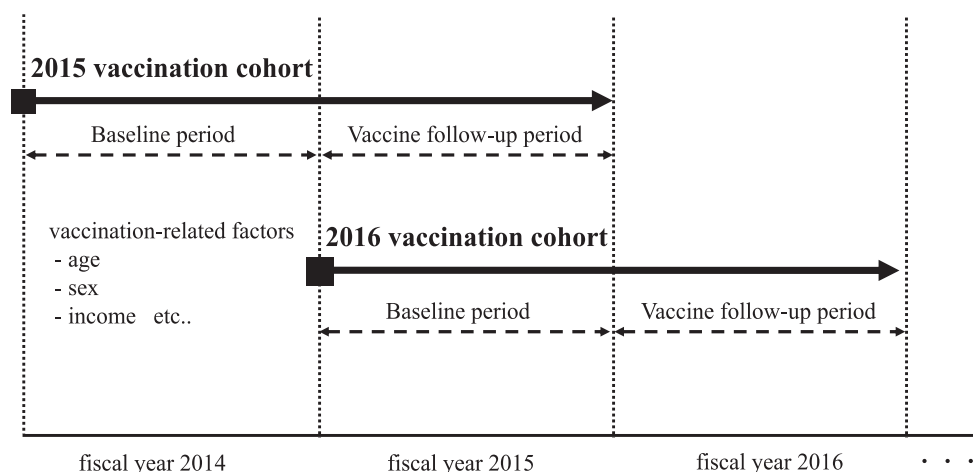 2015 vaccination cohort
Baseline period
Vaccine follow-up period
vaccination-related factors
- age
- sex
- income   etc..
2016 vaccination cohort
Baseline period
Vaccine follow-up period
fiscal year 2014
fiscal year 2015
fiscal year 2016
· · ·